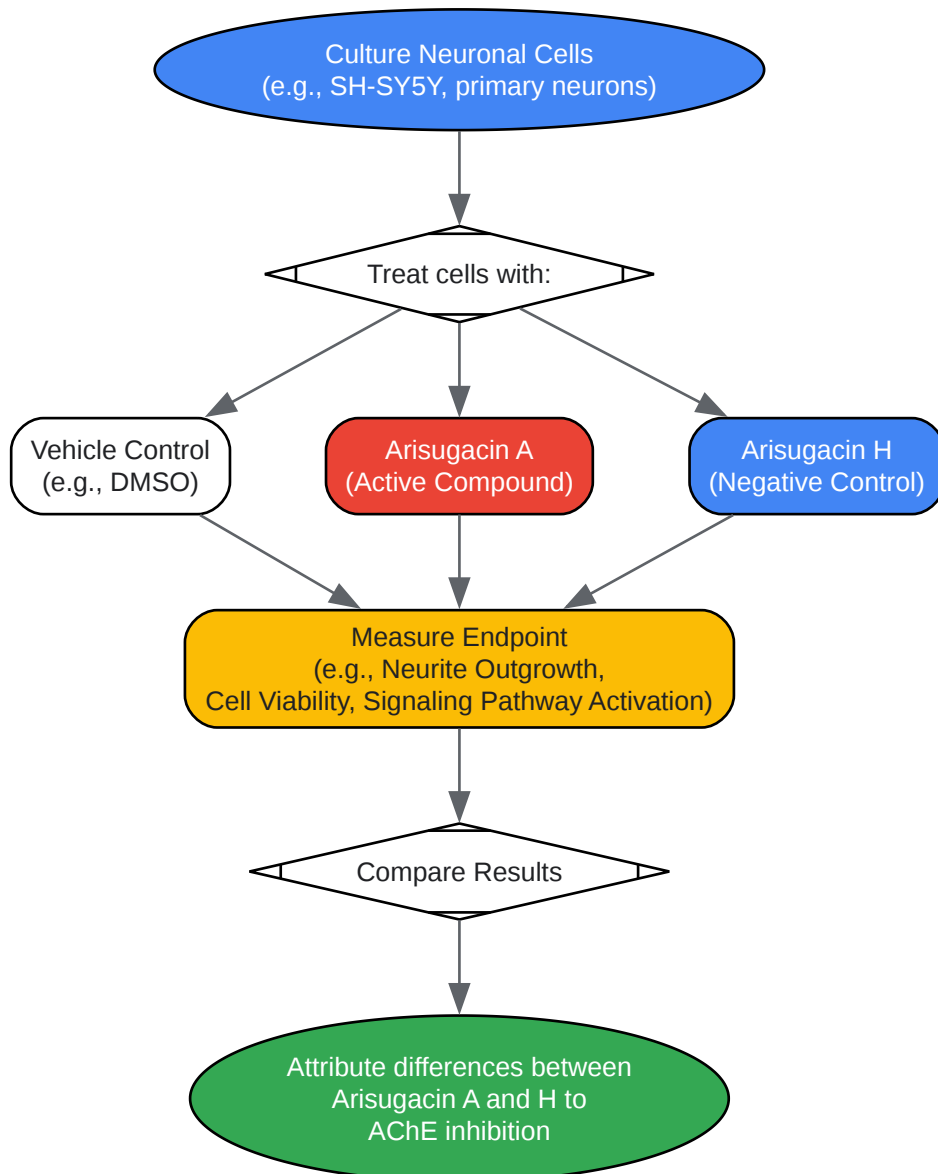 Culture Neuronal Cells
(e.g., SH-SY5Y, primary neurons)
Treat cells with:
Vehicle Control
(e.g., DMSO)
Arisugacin A
(Active Compound)
Arisugacin H
(Negative Control)
Measure Endpoint
(e.g., Neurite Outgrowth,
Cell Viability, Signaling Pathway Activation)
Compare Results
Attribute differences between
Arisugacin A and H to
AChE inhibition